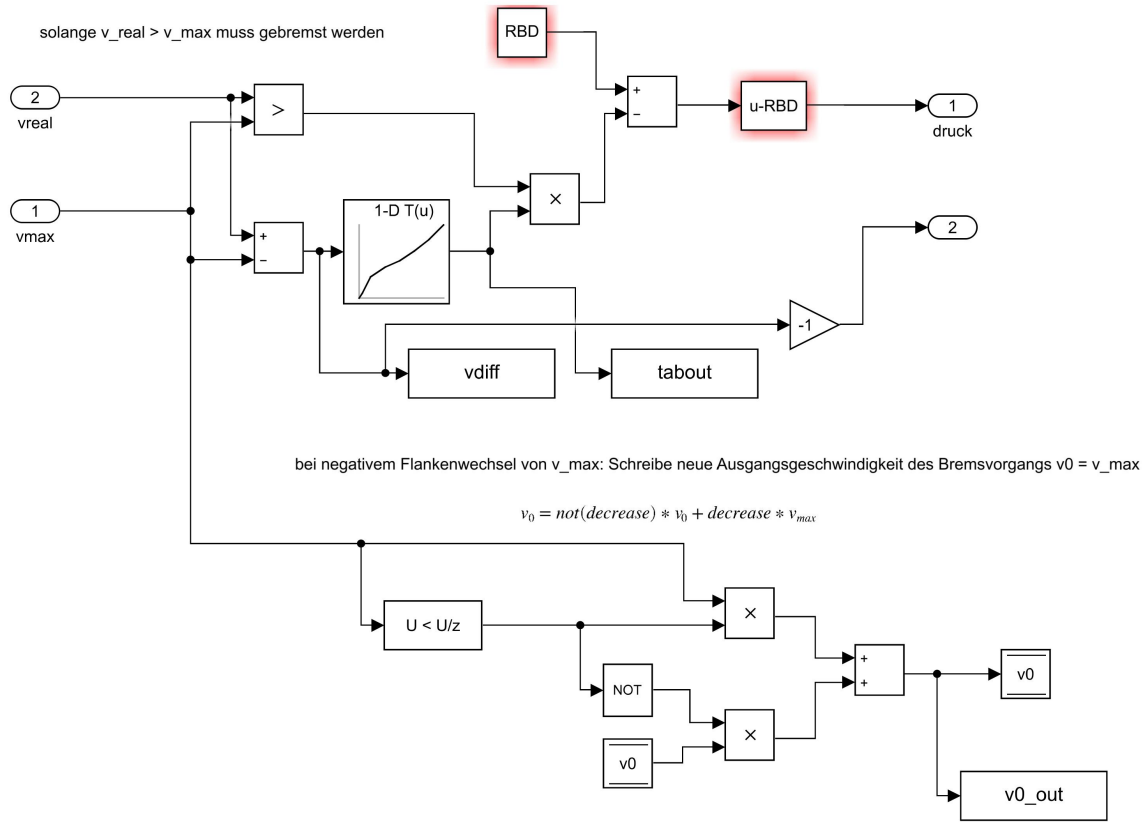 solange v_real > v_max muss gebremst werden
RBD
2
vreal
>
+
−
u-RBD
1
druck
1
vmax
+
−
1-D T(u)
×
2
-1
vdiff
tabout
bei negativem Flankenwechsel von v_max: Schreibe neue Ausgangsgeschwindigkeit des Bremsvorgangs v0 = v_max
v₀ = not(decrease) ∗ v₀ + decrease ∗ vₘₐₓ
U < U/z
×
+
+
v0
NOT
×
v0
v0_out